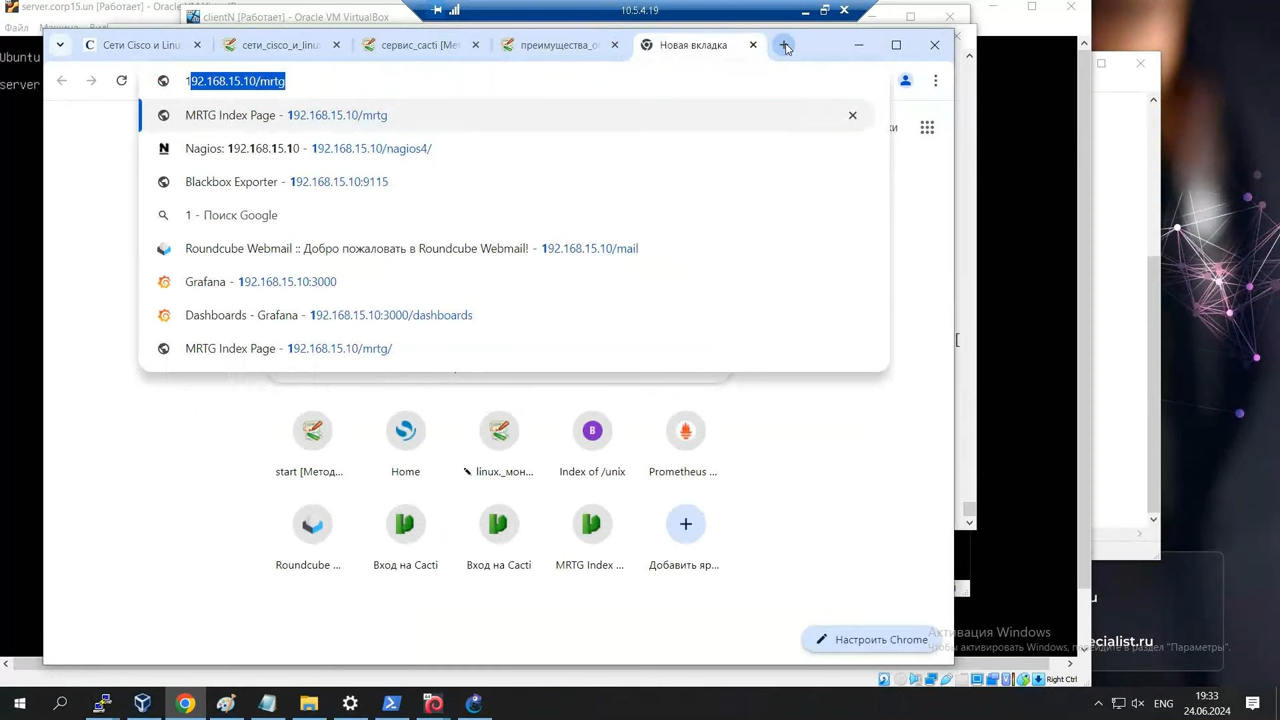 server.corp15.un [Работает] - Oracle VM VirtualBox
clientN [Работает] - Oracle VM VirtualBox
10.5.4.19
Файл
Сети Cisco и Linu
сервис_cacti [Me
преимущества_o
Новая вкладка
Ubuntu
server
192.168.15.10/mrtg
MRTG Index Page - 192.168.15.10/mrtg
Nagios: 192.168.15.10 - 192.168.15.10/nagios4/
Blackbox Exporter - 192.168.15.10:9115
1 - Поиск Google
Roundcube Webmail :: Добро пожаловать в Roundcube Webmail! - 192.168.15.10/mail
Grafana - 192.168.15.10:3000
Dashboards - Grafana - 192.168.15.10:3000/dashboards
MRTG Index Page - 192.168.15.10/mrtg/
ки
[
start [Метод...
Home
linux._мон...
Index of /unix
Prometheus ...
Roundcube ...
Вход на Cacti
Вход на Cacti
MRTG Index ...
Добавить яр...
Настроить Chrome
Активация Windows
Чтобы активировать Windows, перейдите в раздел "Параметры".
u
ecialist.ru
Right Ctrl
ENG
19:33
24.06.2024